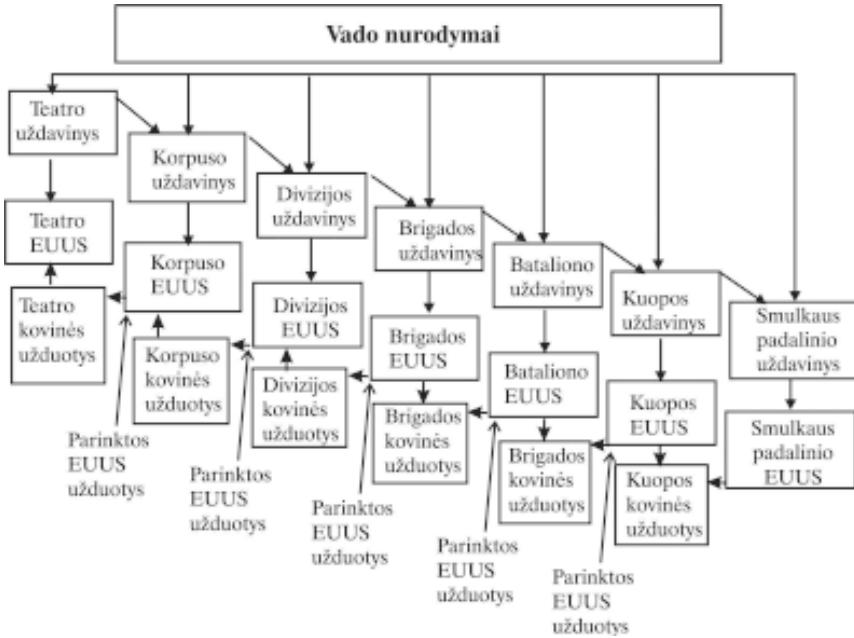 Vado nurodymai
Teatro
uždavinys
Korpuso
uždavinys
Divizijos
uždavinys
Brigados
uždavinys
Bataliono
uždavinys
Kuopos
uždavinys
Smulkaus
padalinio
uždavinys
Teatro
EUUS
Korpuso
EUUS
Divizijos
EUUS
Brigados
EUUS
Bataliono
EUUS
Kuopos
EUUS
Smulkaus
padalinio
EUUS
Teatro
kovinės
užduotys
Korpuso
kovinės
užduotys
Divizijos
kovinės
užduotys
Brigados
kovinės
užduotys
Brigados
kovinės
užduotys
Kuopos
kovinės
užduotys
Parinktos
EUUS
užduotys
Parinktos
EUUS
užduotys
Parinktos
EUUS
užduotys
Parinktos
EUUS
užduotys
Parinktos
EUUS
užduotys